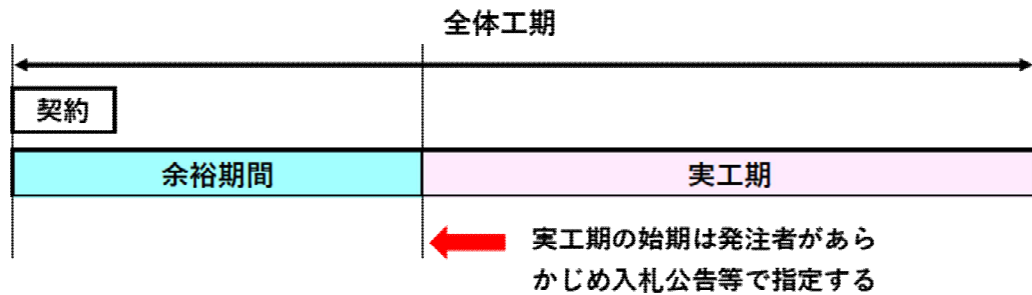 全体工期
契約
余裕期間
実工期
実工期の始期は発注者があら
かじめ入札公告等で指定する